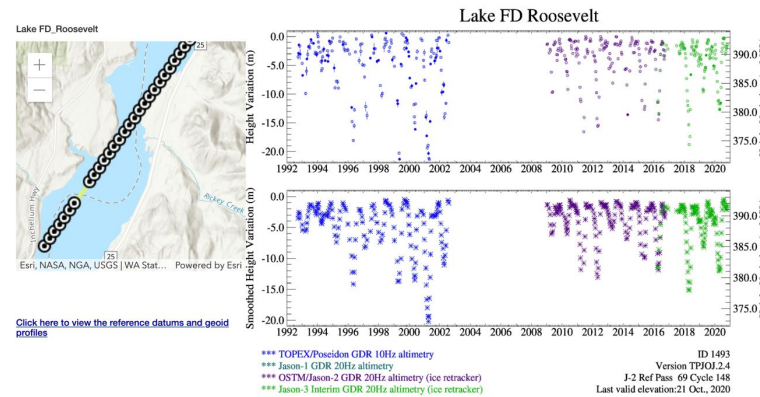 Lake FD Roosevelt
Lake FD_Roosevelt
+
−
25
Inchelium Hwy
Rickey Creek
25
Esri, NASA, NGA, USGS | WA Stat... Powered by Esri
Click here to view the reference datums and geoid
profiles
Height Variation (m)
0.0
-5.0
-10.0
-15.0
-20.0
390.0
385.0
380.0
375.0
1992 1994 1996 1998 2000 2002 2004 2006 2008 2010 2012 2014 2016 2018 2020
Smoothed Height Variation (m)
0.0
-5.0
-10.0
-15.0
-20.0
390.0
385.0
380.0
375.0
1992 1994 1996 1998 2000 2002 2004 2006 2008 2010 2012 2014 2016 2018 2020
*** TOPEX/Poseidon GDR 10Hz altimetry
*** Jason-1 GDR 20Hz altimetry
*** OSTM/Jason-2 GDR 20Hz altimetry (ice retracker)
*** Jason-3 Interim GDR 20Hz altimetry (ice retracker)
ID 1493
Version TPJOJ.2.4
J-2 Ref Pass 69 Cycle 148
Last valid elevation:21 Oct., 2020